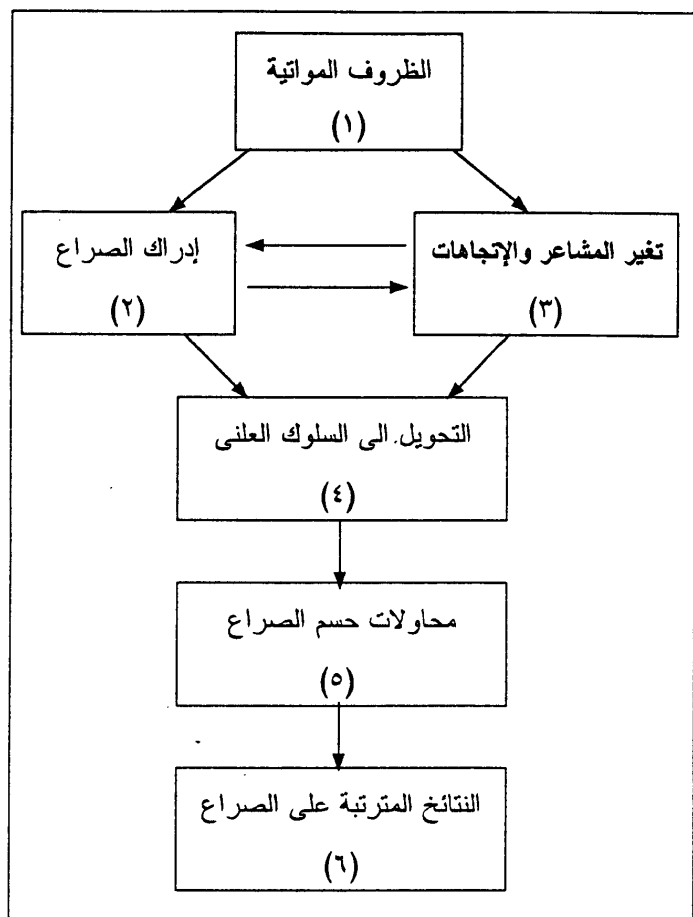 الظروف المواتية
(١)
إدراك الصراع
(٢)
تغير المشاعر والإتجاهات
(٣)
التحويل الى السلوك العلنى
(٤)
محاولات حسم الصراع
(٥)
النتائخ المترتبة على الصراع
(٦)